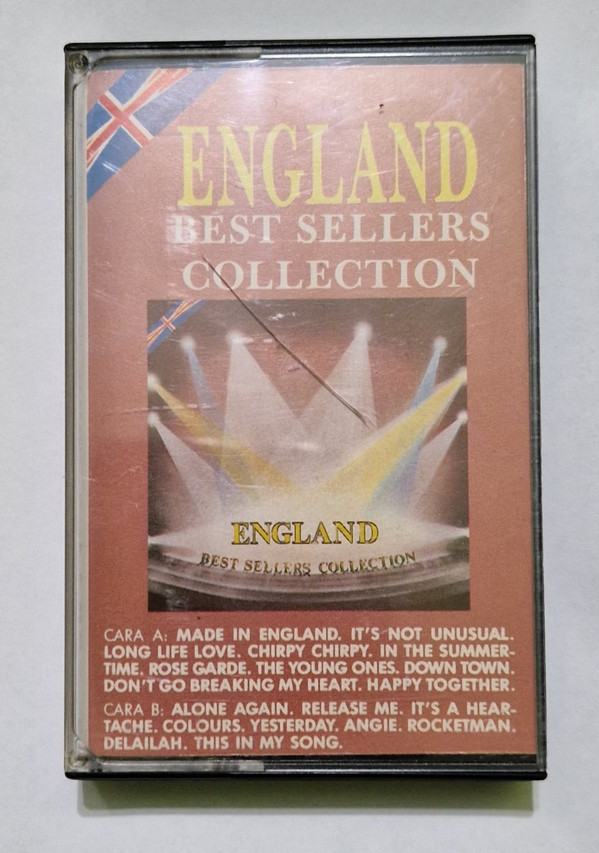 ENGLAND
BEST SELLERS
COLLECTION
ENGLAND
BEST SELLERS COLLECTION
CARA A: MADE IN ENGLAND. IT'S NOT UNUSUAL.
LONG LIFE LOVE. CHIRPY CHIRPY. IN THE SUMMER-
TIME. ROSE GARDE. THE YOUNG ONES. DOWN TOWN.
DON'T GO BREAKING MY HEART. HAPPY TOGETHER.
CARA B: ALONE AGAIN. RELEASE ME. IT'S A HEAR-
TACHE. COLOURS. YESTERDAY. ANGIE. ROCKETMAN.
DELAILAH. THIS IN MY SONG.